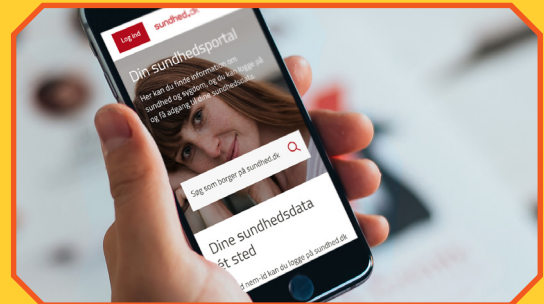 Log ind
sundhed.dk
Din sundhedsportal
Her kan du finde information om
sundhed og sygdom, og du kan logge på
og få adgang til dine sundhedsdata
Søg som borger på sundhed.dk
Dine sundhedsdata
ét sted
nem-id kan du logge på sundhed.dk